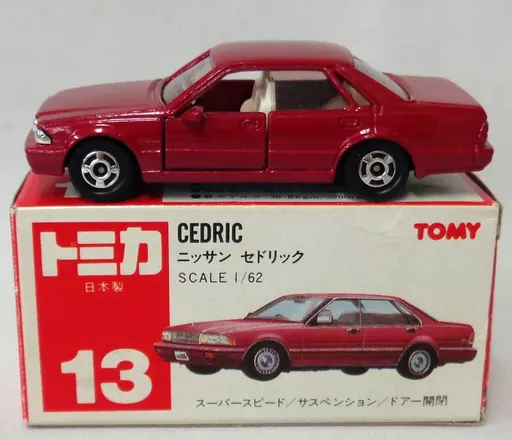 トミカ
日本製
13
CEDRIC
ニッサン セドリック
SCALE 1/62
TOMY
スーパースピード/サスペンション/ドアー開閉